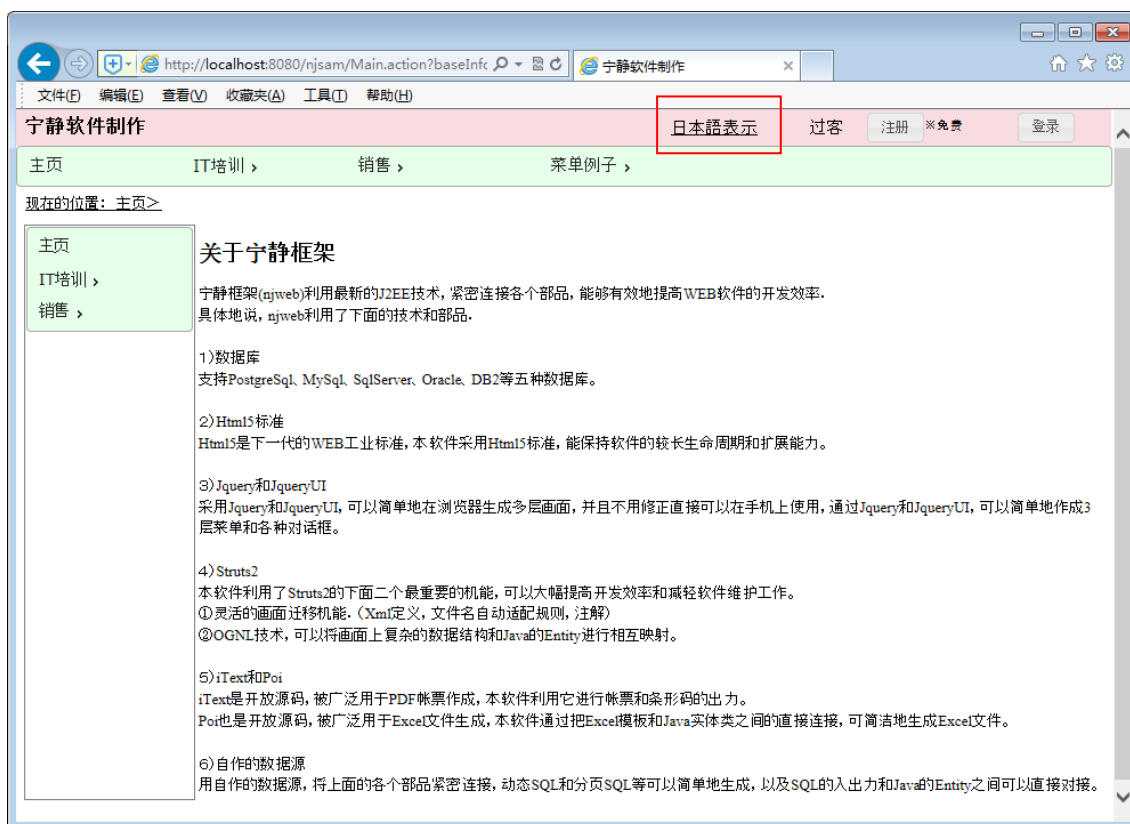 http://localhost:8080/njsam/Main.action?baseInfc
宁静软件制作
文件(F) 编辑(E) 查看(V) 收藏夹(A) 工具(T) 帮助(H)
宁静软件制作 日本語表示 过客 注册 ※免费 登录
主页 IT培训 › 销售 › 菜单例子 ›
现在的位置：主页>
主页
IT培训 ›
销售 ›
关于宁静框架
宁静框架(njweb)利用最新的J2EE技术，紧密连接各个部品，能够有效地提高WEB软件的开发效率．
具体地说，njweb利用了下面的技术和部品．
1）数据库
支持PostgreSql、MySql、SqlServer、Oracle、DB2等五种数据库。
2）Html5标准
Html5是下一代的WEB工业标准，本软件采用Html5标准，能保持软件的较长生命周期和扩展能力。
3）Jquery和JqueryUI
采用Jquery和JqueryUI，可以简单地在浏览器生成多层画面，并且不用修正直接可以在手机上使用，通过Jquery和JqueryUI，可以简单地作成3
层菜单和各种对话框。
4）Struts2
本软件利用了Struts2的下面二个最重要的机能，可以大幅提高开发效率和减轻软件维护工作。
①灵活的画面迁移机能．（Xml定义，文件名自动适配规则，注解）
②OGNL技术，可以将画面上复杂的数据结构和Java的Entity进行相互映射。
5）iText和Poi
iText是开放源码，被广泛用于PDF帐票作成，本软件利用它进行帐票和条形码的出力。
Poi也是开放源码，被广泛用于Excel文件生成，本软件通过把Excel模板和Java实体类之间的直接连接，可简洁地生成Excel文件。
6）自作的数据源
用自作的数据源，将上面的各个部品紧密连接，动态SQL和分页SQL等可以简单地生成，以及SQL的入出力和Java的Entity之间可以直接对接。